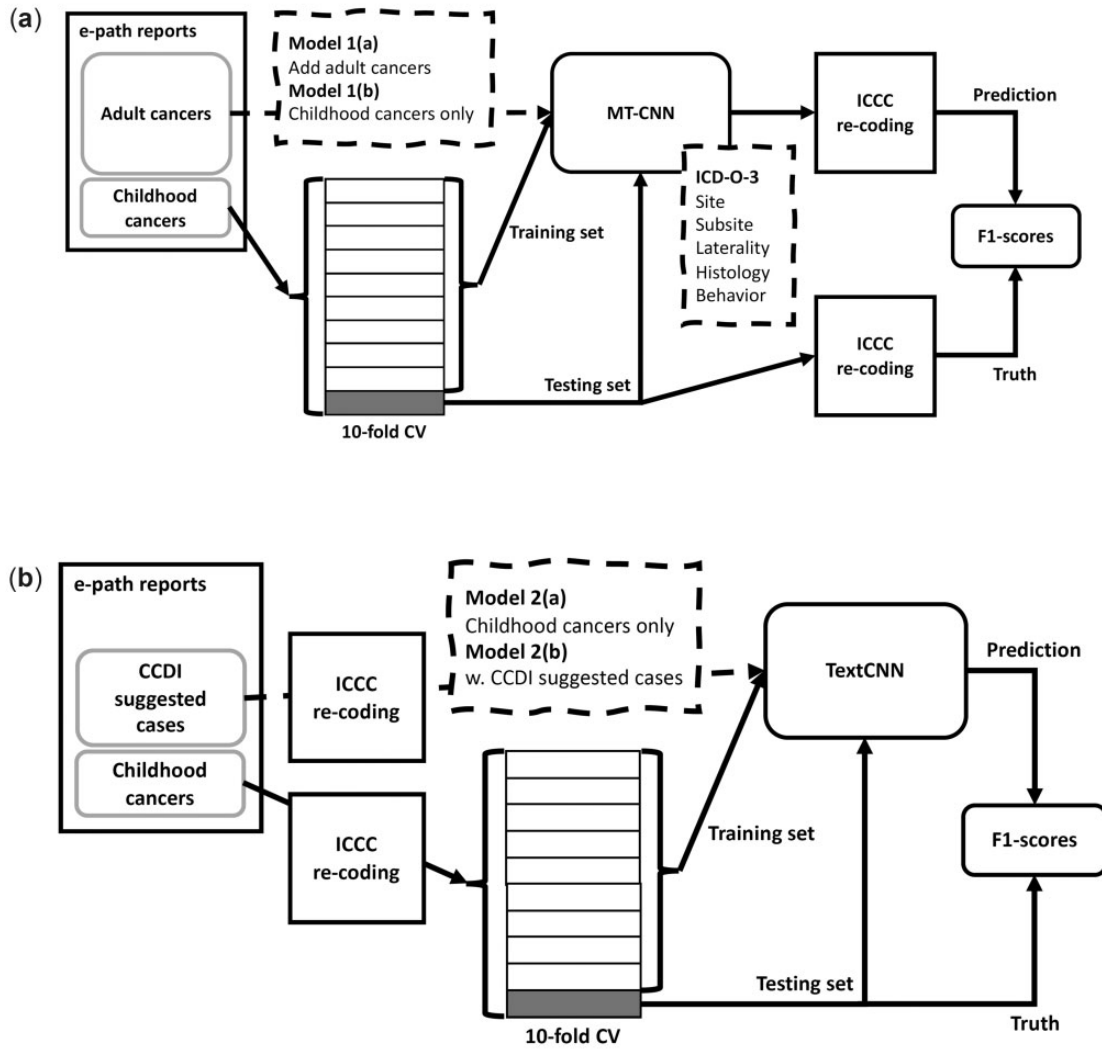 (a)
e-path reports
Adult cancers
Childhood
cancers
Model 1(a)
Add adult cancers
Model 1(b)
Childhood cancers only
10-fold CV
Training set
Testing set
MT-CNN
ICD-O-3
Site
Subsite
Laterality
Histology
Behavior
ICCC
re-coding
Prediction
F1-scores
ICCC
re-coding
Truth
(b)
e-path reports
CCDI
suggested
cases
Childhood
cancers
ICCC
re-coding
ICCC
re-coding
Model 2(a)
Childhood cancers only
Model 2(b)
w. CCDI suggested cases
10-fold CV
Training set
Testing set
TextCNN
Prediction
F1-scores
Truth